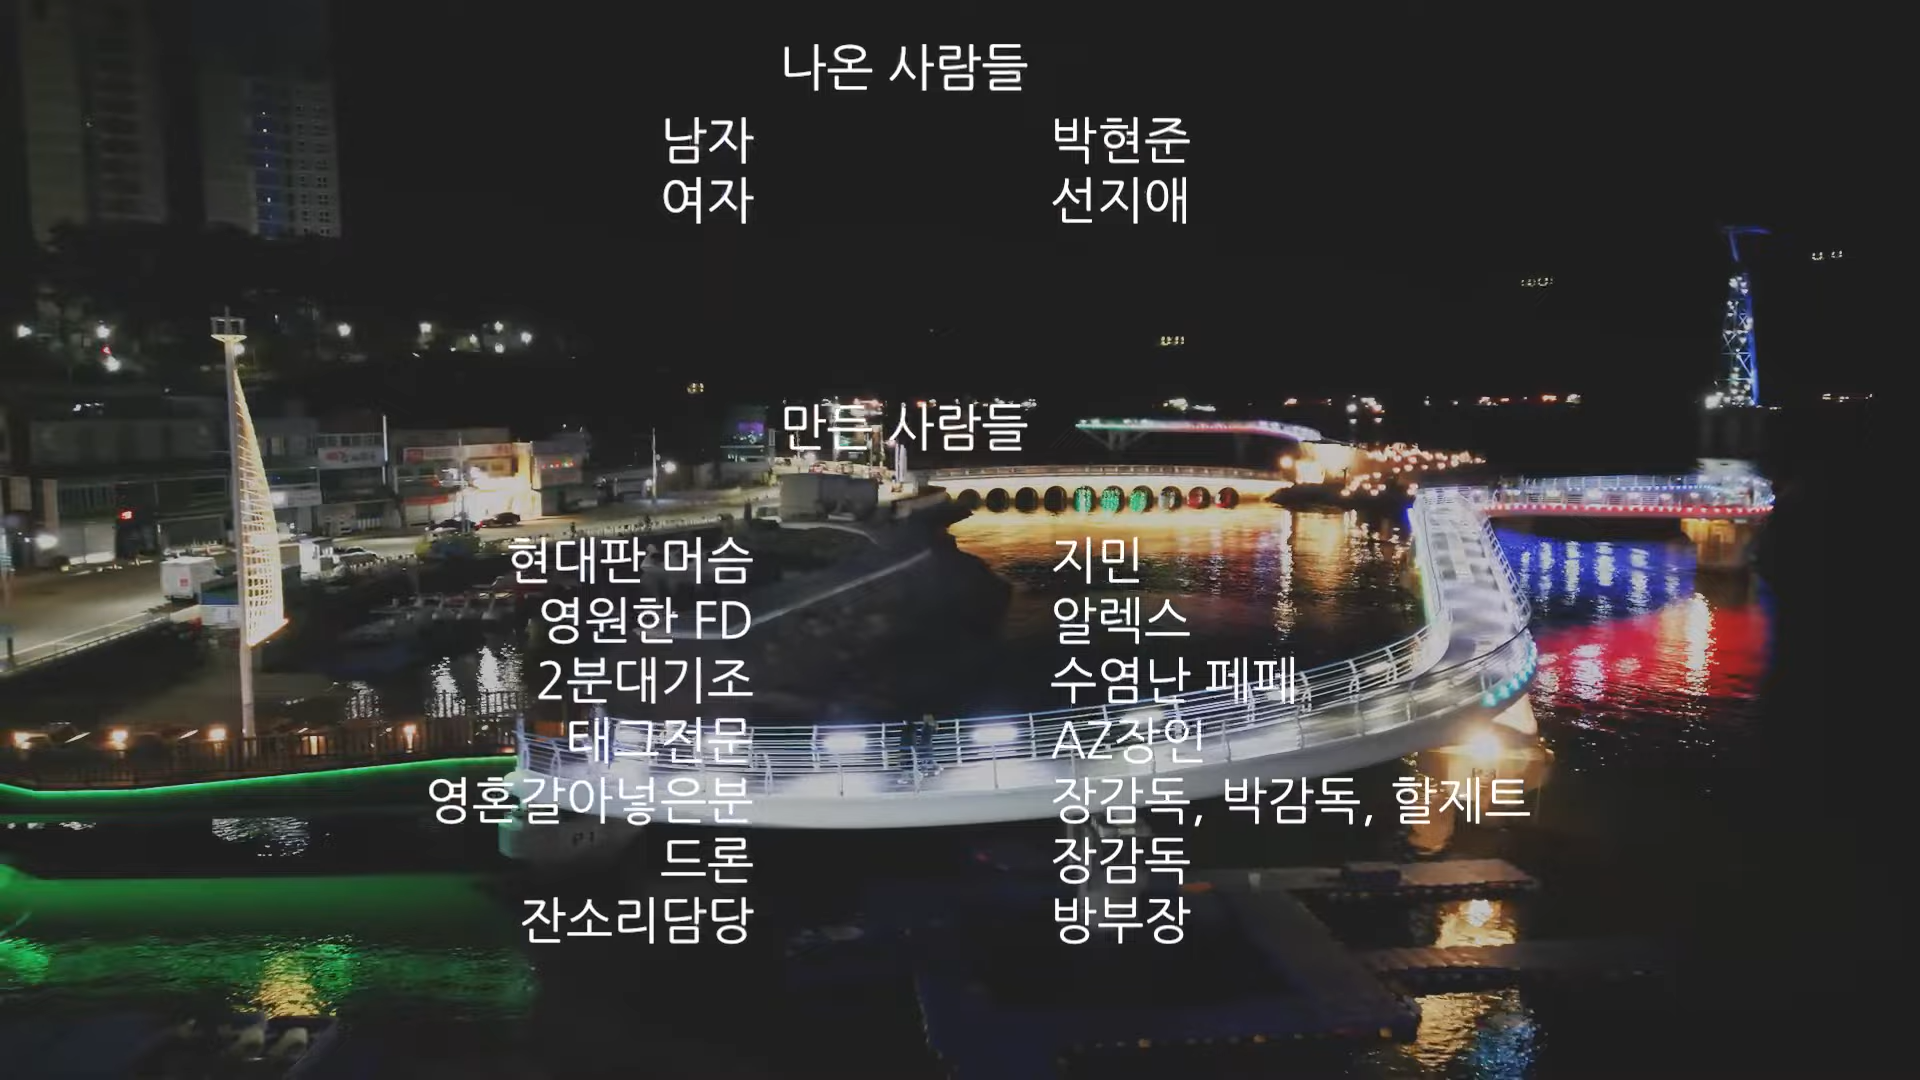 나온 사람들
남자 박현준
여자 선지애
만든 사람들
현대판 머슴 지민
영원한 FD 알렉스
2분대기조 수염난 페페
태그전문 AZ장인
영혼갈아넣은분 장감독, 박감독, 할제트
드론 장감독
잔소리담당 방부장